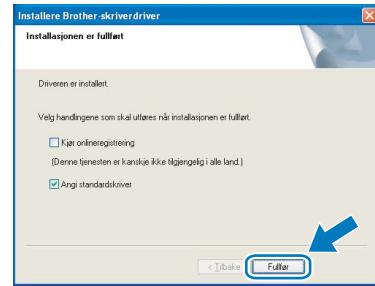 Installere Brother-skriverdriver
Installasjonen er fullført
Driveren er installert.
Velg handlingene som skal utføres når installasjonen er fullført.
Kjør onlineregistrering
(Denne tjenesten er kanskje ikke tilgjengelig i alle land.)
Angi standardskriver
< Tilbake Fullfør